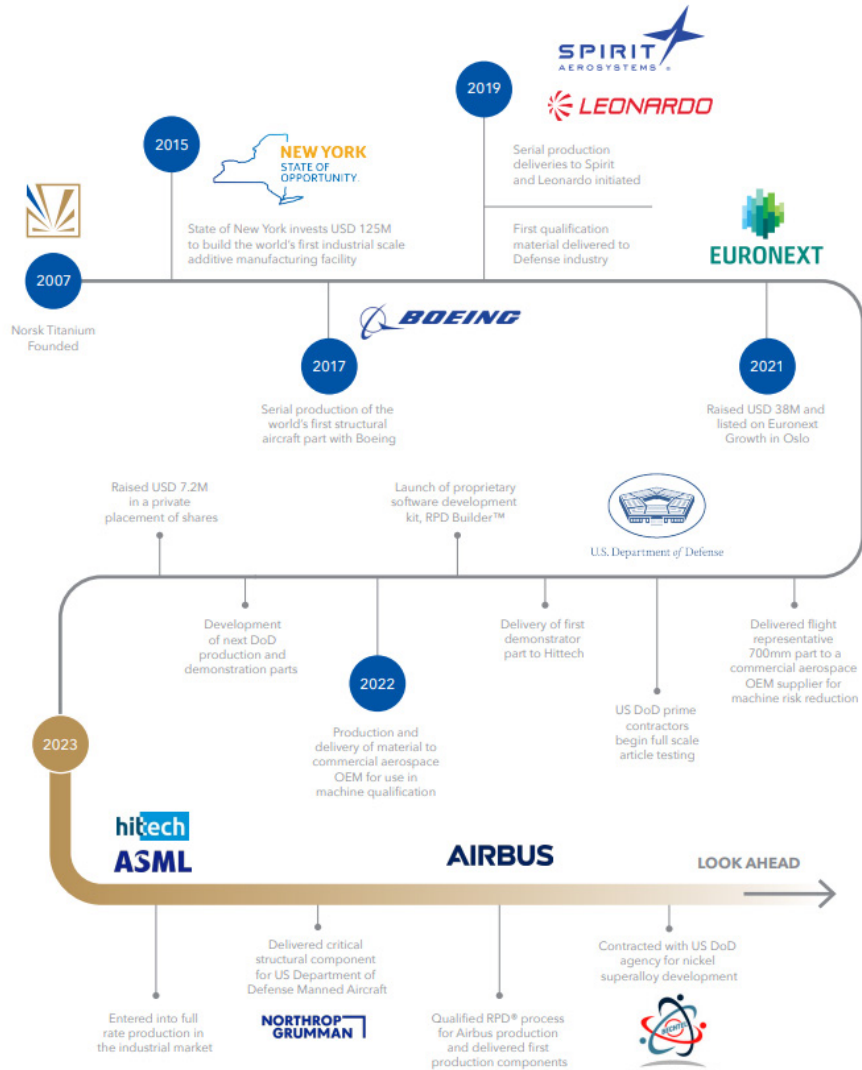 SPIRIT
AEROSYSTEMS®
LEONARDO
2019
2015
NEW YORK
STATE OF
OPPORTUNITY.
Serial production
deliveries to Spirit
and Leonardo initiated
State of New York invests USD 125M
to build the world's first industrial scale
additive manufacturing facility
First qualification
material delivered to
Defense industry
EURONEXT
2007
Norsk Titanium
Founded
BOEING
2017
Serial production of the
world's first structural
aircraft part with Boeing
2021
Raised USD 38M and
listed on Euronext
Growth in Oslo
Raised USD 7.2M
in a private
placement of shares
Launch of proprietary
software development
kit, RPD Builder™
U.S. Department of Defense
Development
of next DoD
production and
demonstration parts
2022
Production and
delivery of material to
commercial aerospace
OEM for use in
machine qualification
Delivery of first
demonstrator
part to Hittech
US DoD prime
contractors
begin full scale
article testing
Delivered flight
representative
700mm part to a
commercial aerospace
OEM supplier for
machine risk reduction
2023
hittech
ASML
AIRBUS
LOOK AHEAD
Entered into full
rate production in
the industrial market
Delivered critical
structural component
for US Department of
Defense Manned Aircraft
NORTHROP
GRUMMAN
Qualified RPD® process
for Airbus production
and delivered first
production components
Contracted with US DoD
agency for nickel
superalloy development